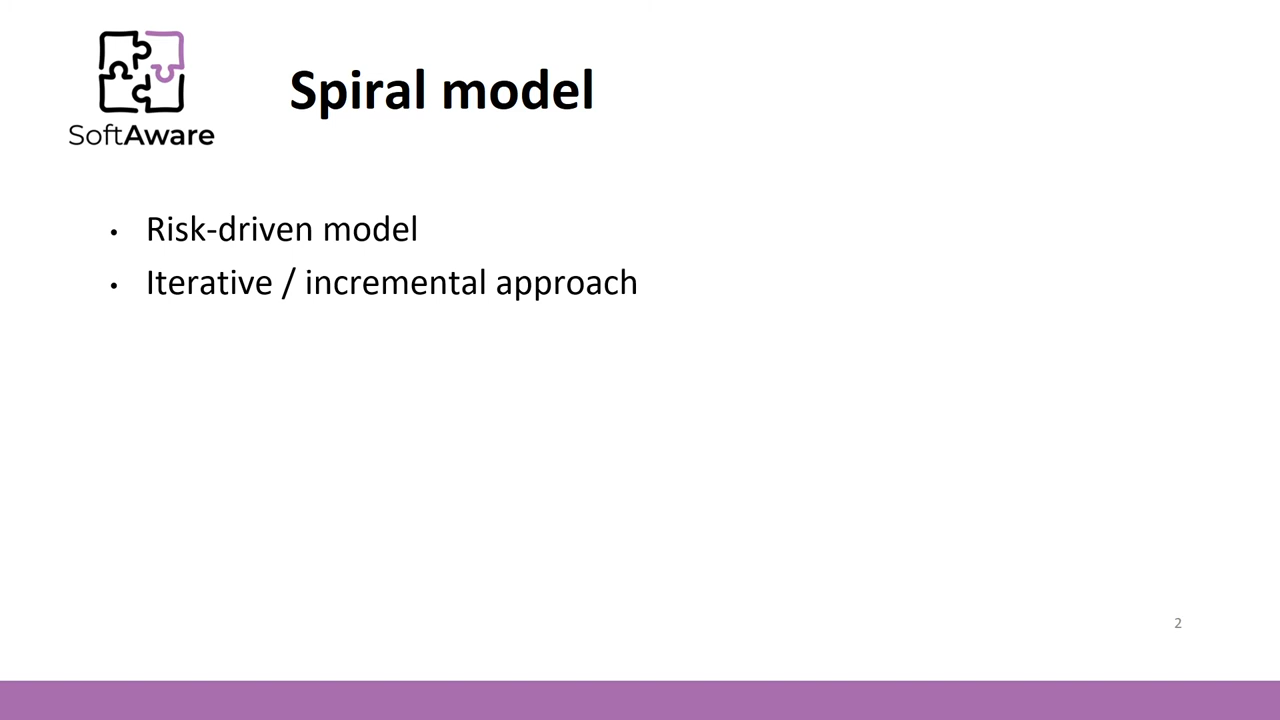 SoftAware
Spiral model
• Risk-driven model
• Iterative / incremental approach
2